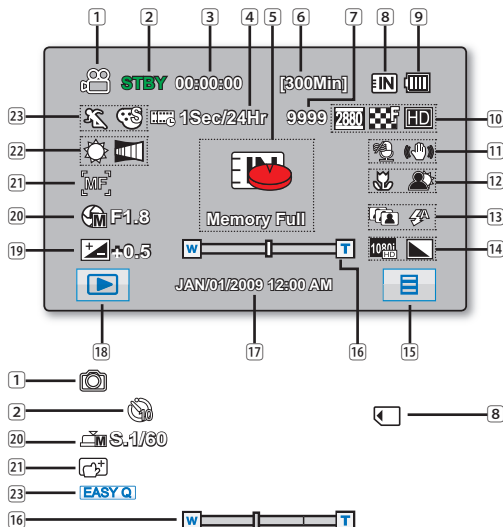 1 2 3 4 5 6 7 8 9
STBY 00:00:00 [300Min] IN
23 S 1Sec/24Hr 9999 2880 F HD 10
22 11
21 MF IN 12
20 M F1.8 Memory Full A 13
19 +0.5 W T 1080i HD 14
JAN/01/2009 12:00 AM
18 17 16 15
1
2 10 8
20 M S.1/60
21
23 EASY Q
16 W T